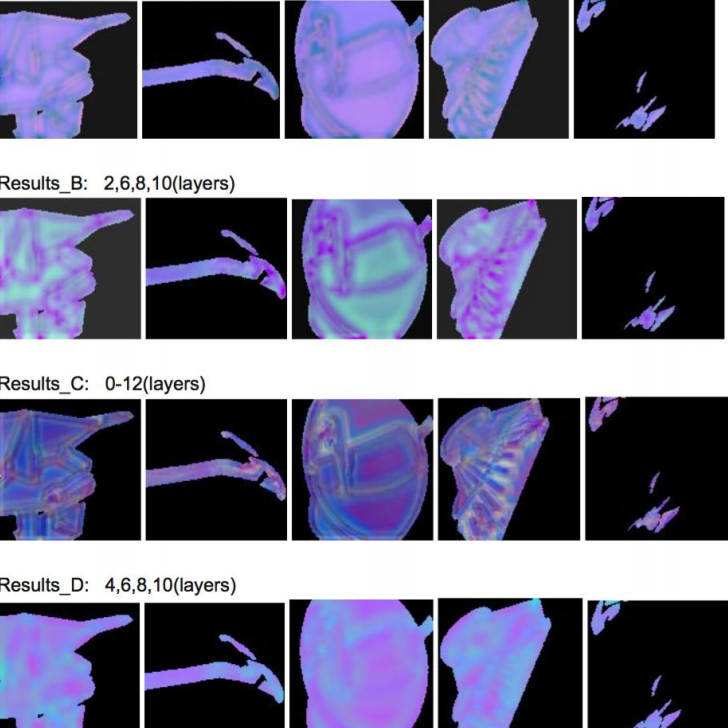 Results_B: 2,6,8,10(layers)
Results_C: 0-12(layers)
Results_D: 4,6,8,10(layers)